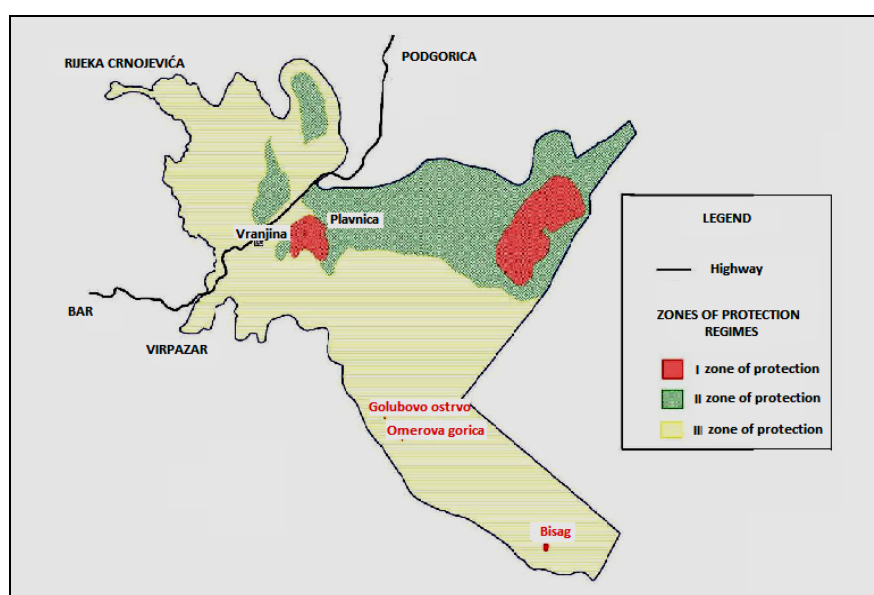 PODGORICA
RIJEKA CRNOJEVIĆA
Plavnica
Vranjina
BAR
VIRPAZAR
Golubovo ostrvo
Omerova gorica
Bisag
LEGEND
Highway
ZONES OF PROTECTION
REGIMES
I zone of protection
II zone of protection
III zone of protection